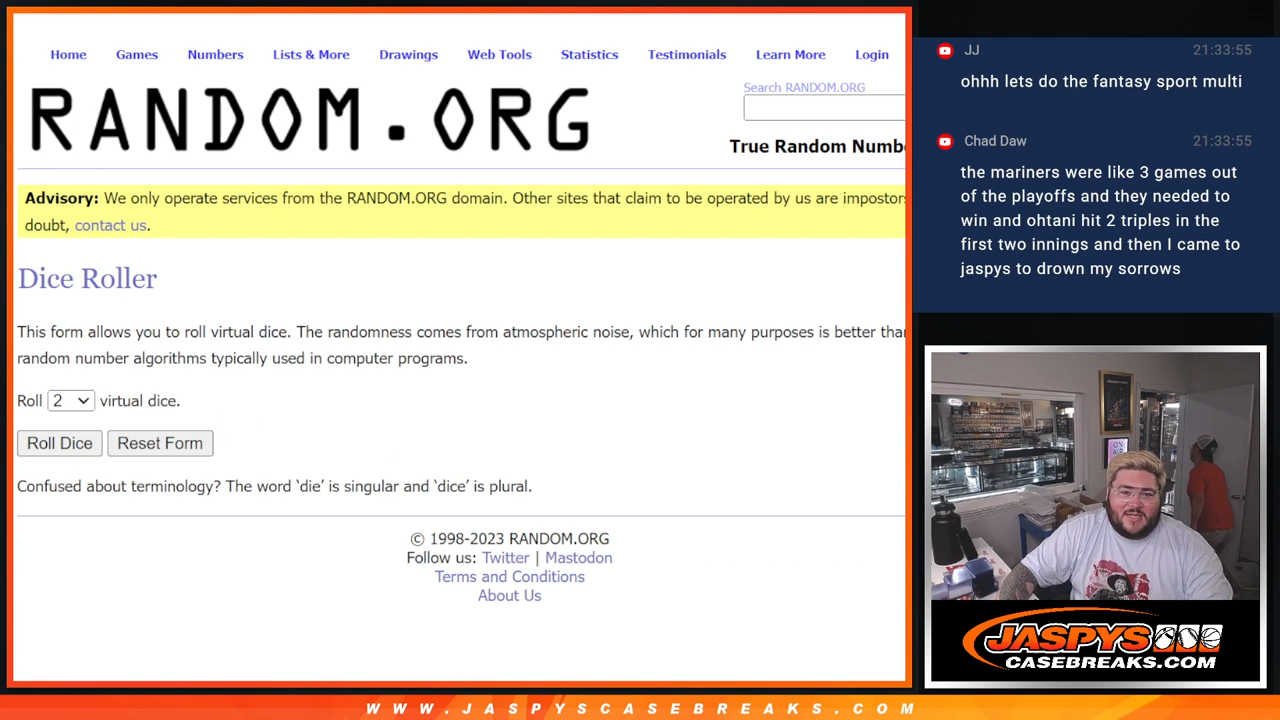 Home Games Numbers Lists & More Drawings Web Tools Statistics Testimonials Learn More Login
RANDOM.ORG
Search RANDOM.ORG
True Random Numb
Advisory: We only operate services from the RANDOM.ORG domain. Other sites that claim to be operated by us are impostors
doubt, contact us.
Dice Roller
This form allows you to roll virtual dice. The randomness comes from atmospheric noise, which for many purposes is better than
random number algorithms typically used in computer programs.
Roll 2 virtual dice.
Roll Dice Reset Form
Confused about terminology? The word ‘die’ is singular and ‘dice’ is plural.
© 1998-2023 RANDOM.ORG
Follow us: Twitter | Mastodon
Terms and Conditions
About Us
JJ 21:33:55
ohhh lets do the fantasy sport multi
Chad Daw 21:33:55
the mariners were like 3 games out
of the playoffs and they needed to
win and ohtani hit 2 triples in the
first two innings and then I came to
jaspys to drown my sorrows
JASPYS
CASEBREAKS.COM
WWW.JASPYSCASEBREAKS.COM